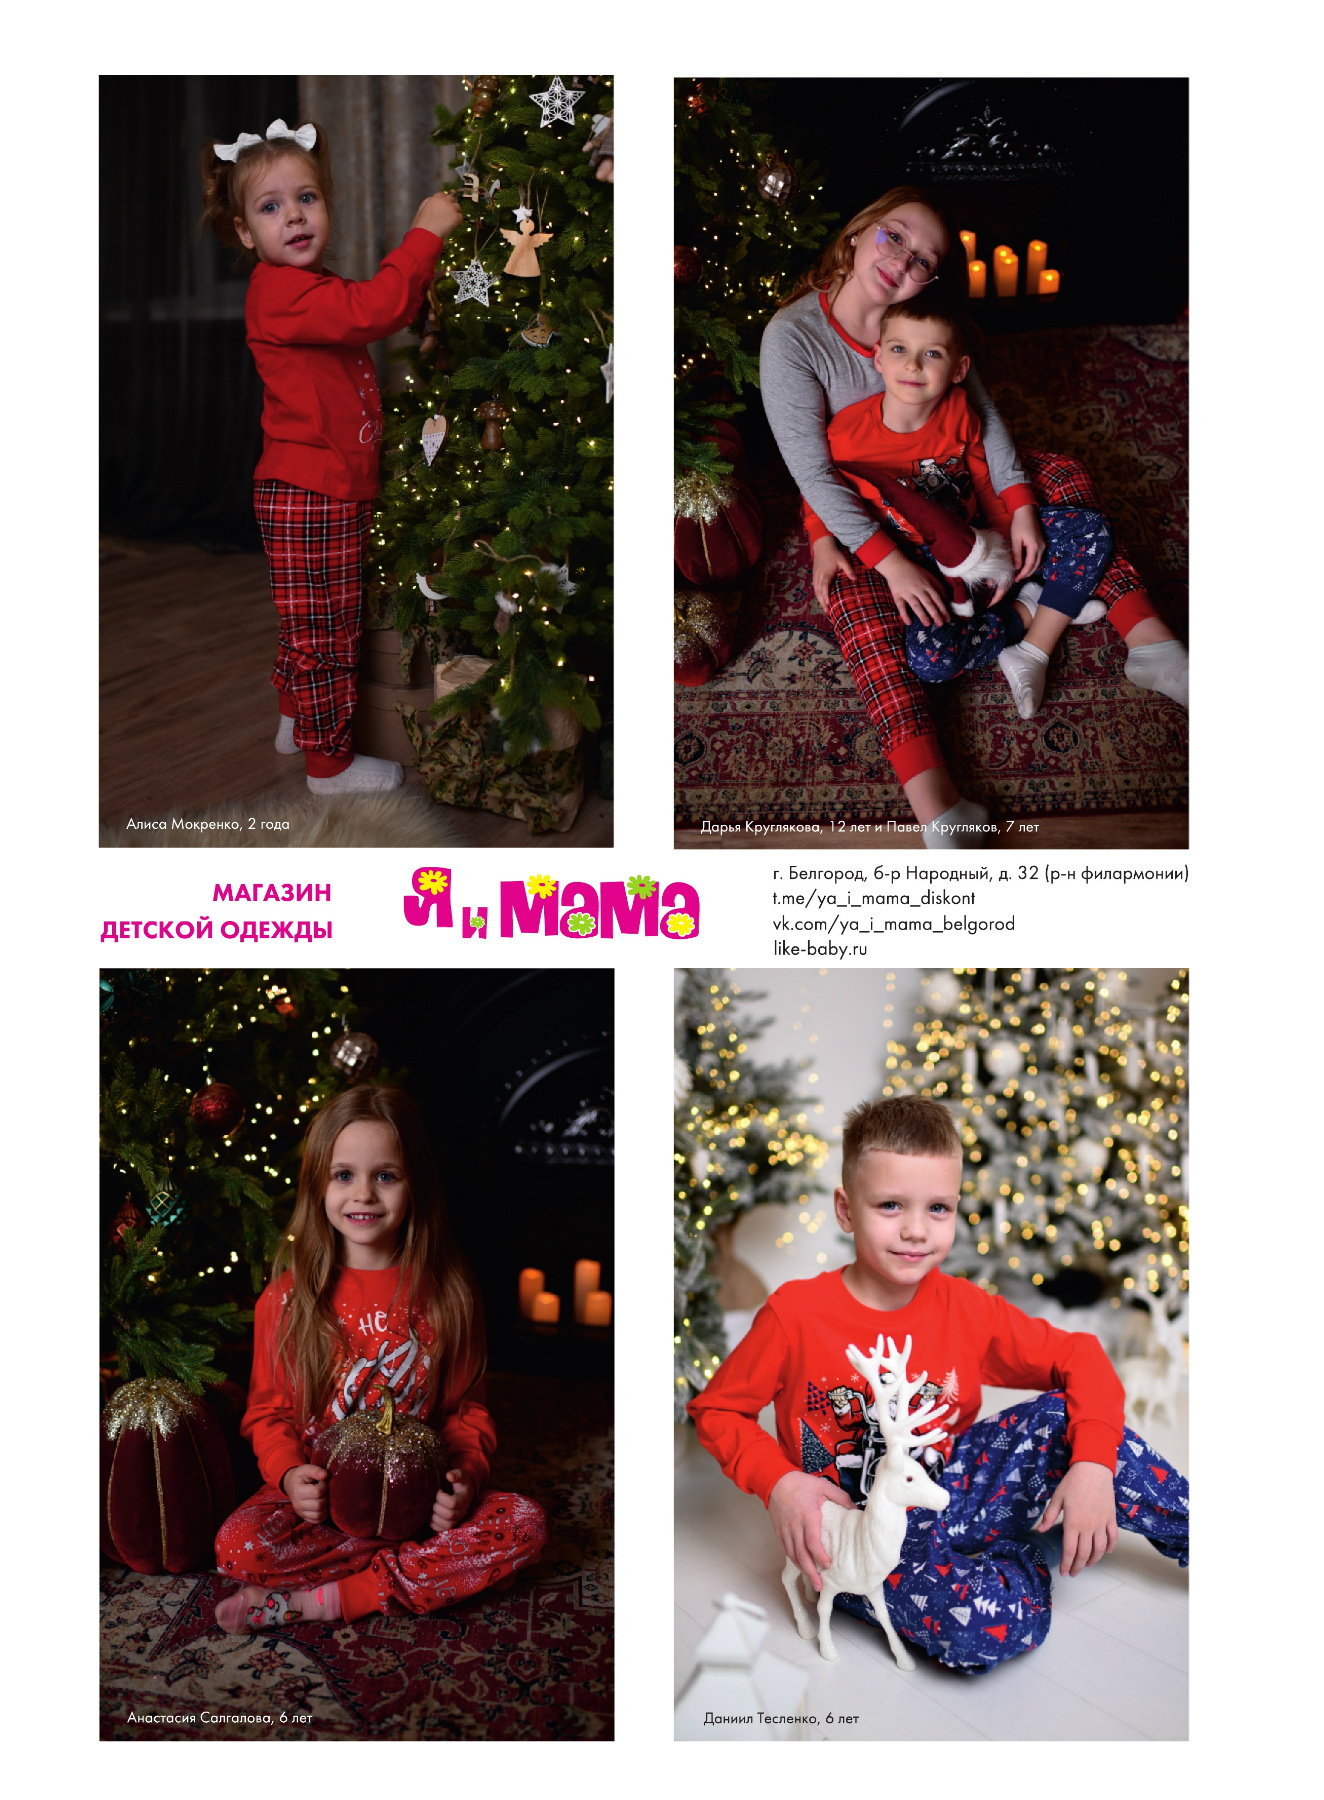 Алиса Мокренко, 2 года
Дарья Круглякова, 12 лет и Павел Кругляков, 7 лет
МАГАЗИН
ДЕТСКОЙ ОДЕЖДЫ
Я и МаМа
г. Белгород, б-р Народный, д. 32 (р-н филармонии)
t.me/ya_i_mama_diskont
vk.com/ya_i_mama_belgorod
like-baby.ru
HO
Анастасия Салгалова, 6 лет
Даниил Тесленко, 6 лет